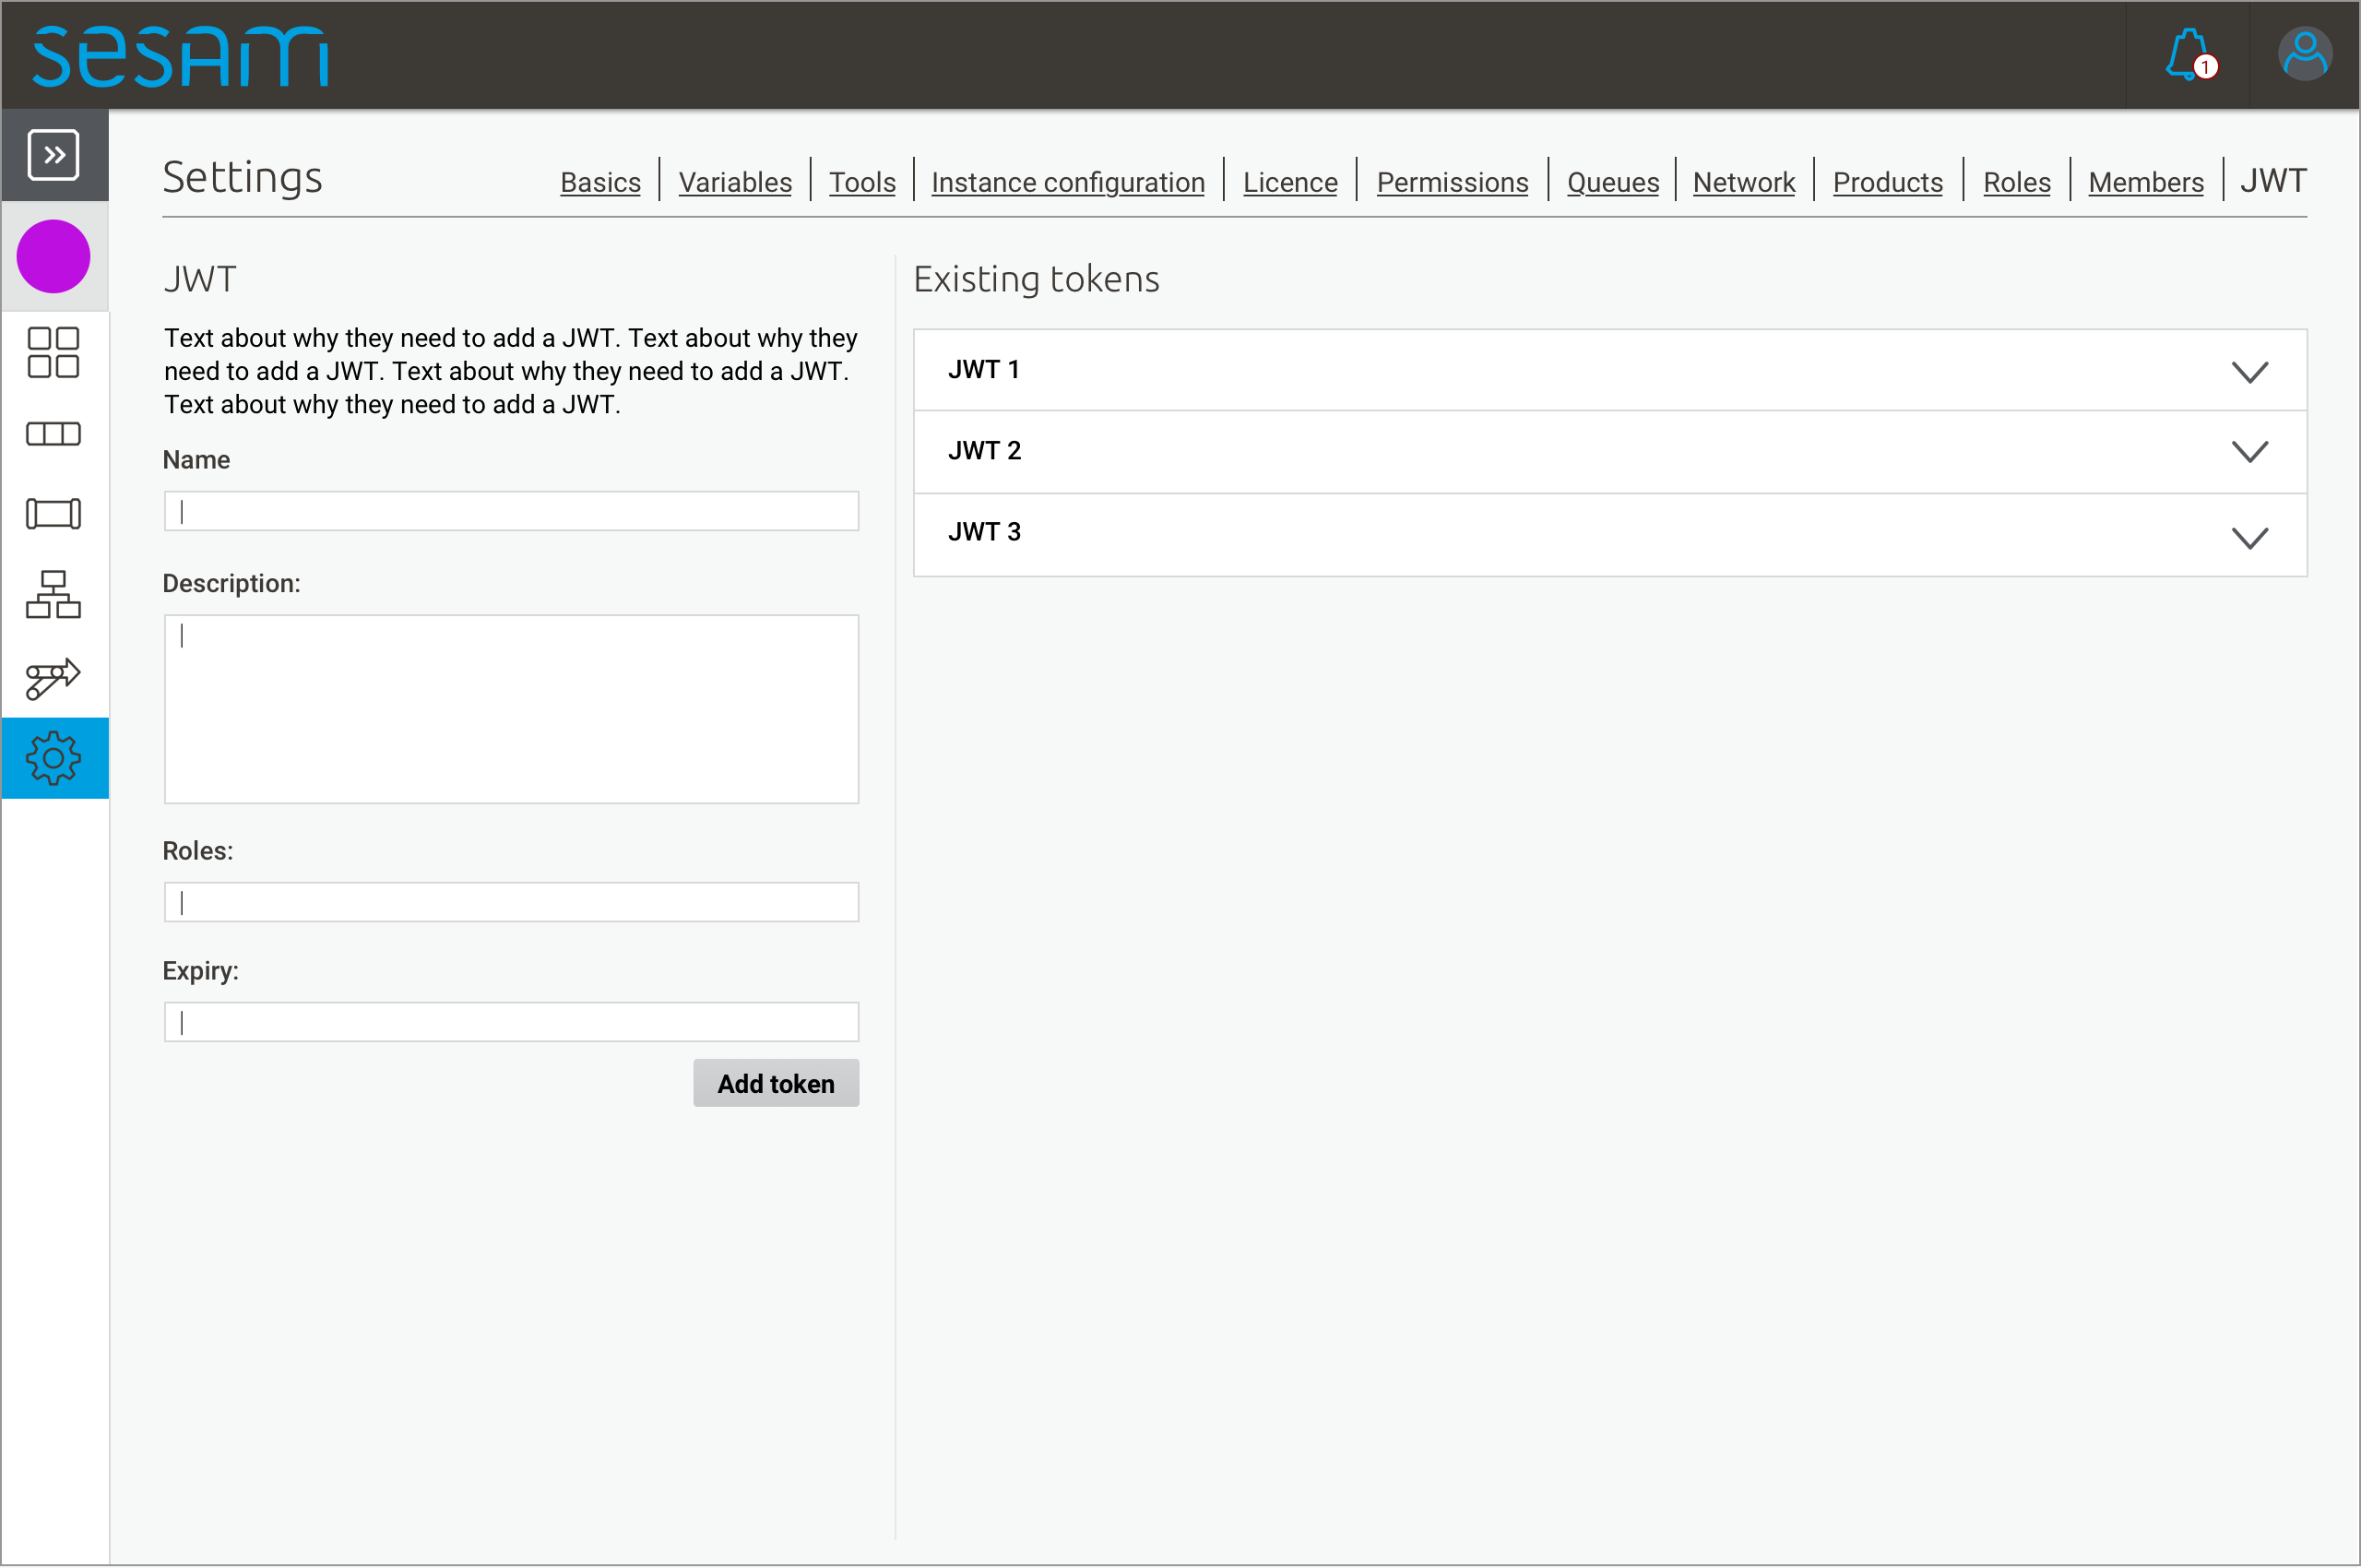 sesam
1
Settings
Basics Variables Tools Instance configuration Licence Permissions Queues Network Products Roles Members JWT
JWT
Text about why they need to add a JWT. Text about why they
need to add a JWT. Text about why they need to add a JWT.
Text about why they need to add a JWT.
Name
Description:
Roles:
Expiry:
Add token
Existing tokens
JWT 1
JWT 2
JWT 3